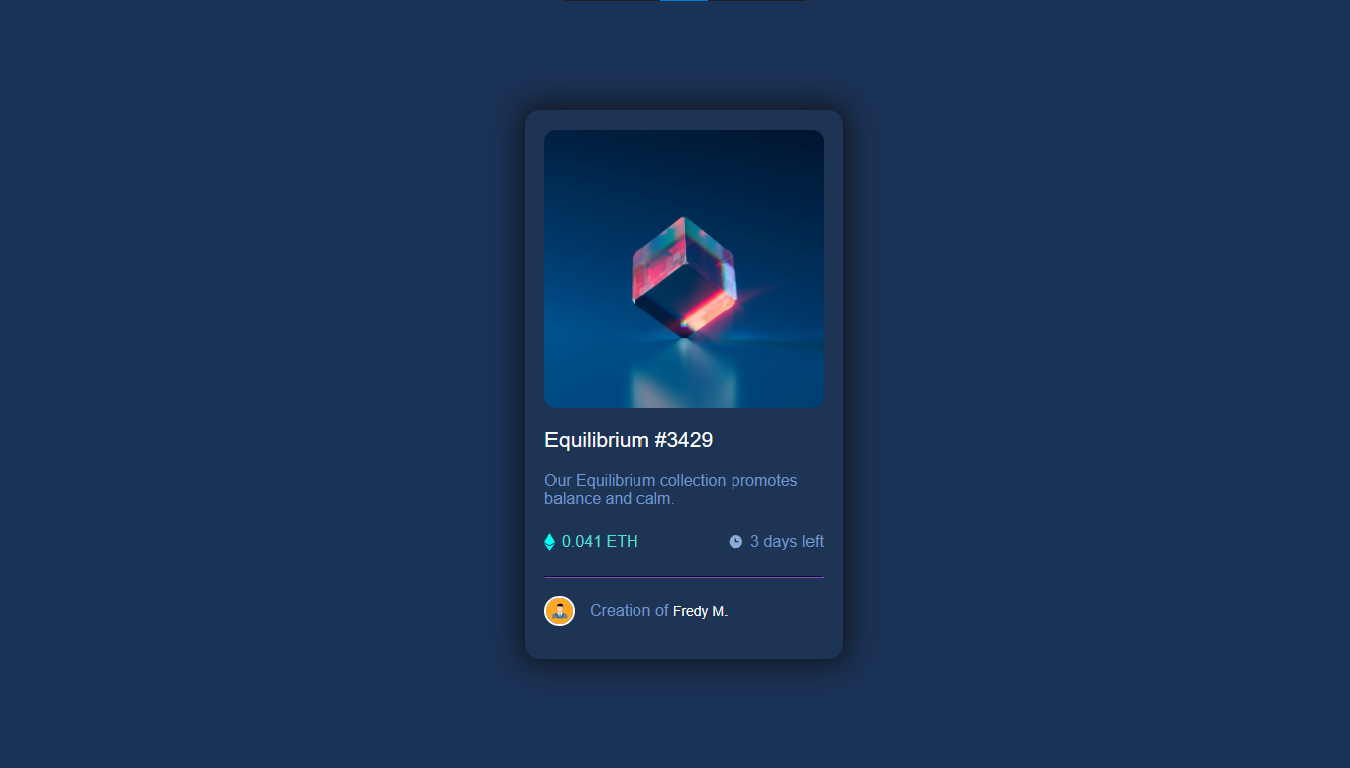 Equilibrium #3429
Our Equilibrium collection promotes
balance and calm.
0.041 ETH
3 days left
Creation of Fredy M.